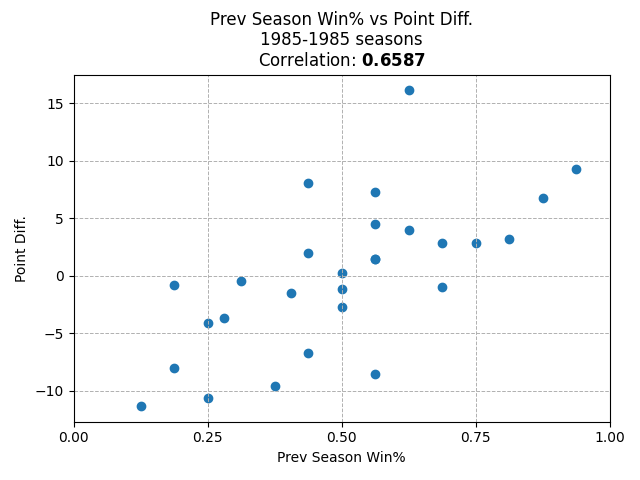 Prev Season Win% vs Point Diff.
1985-1985 seasons
Correlation: 0.6587
15
10
5
0
−5
−10
Point Diff.
0.00 0.25 0.50 0.75 1.00
Prev Season Win%